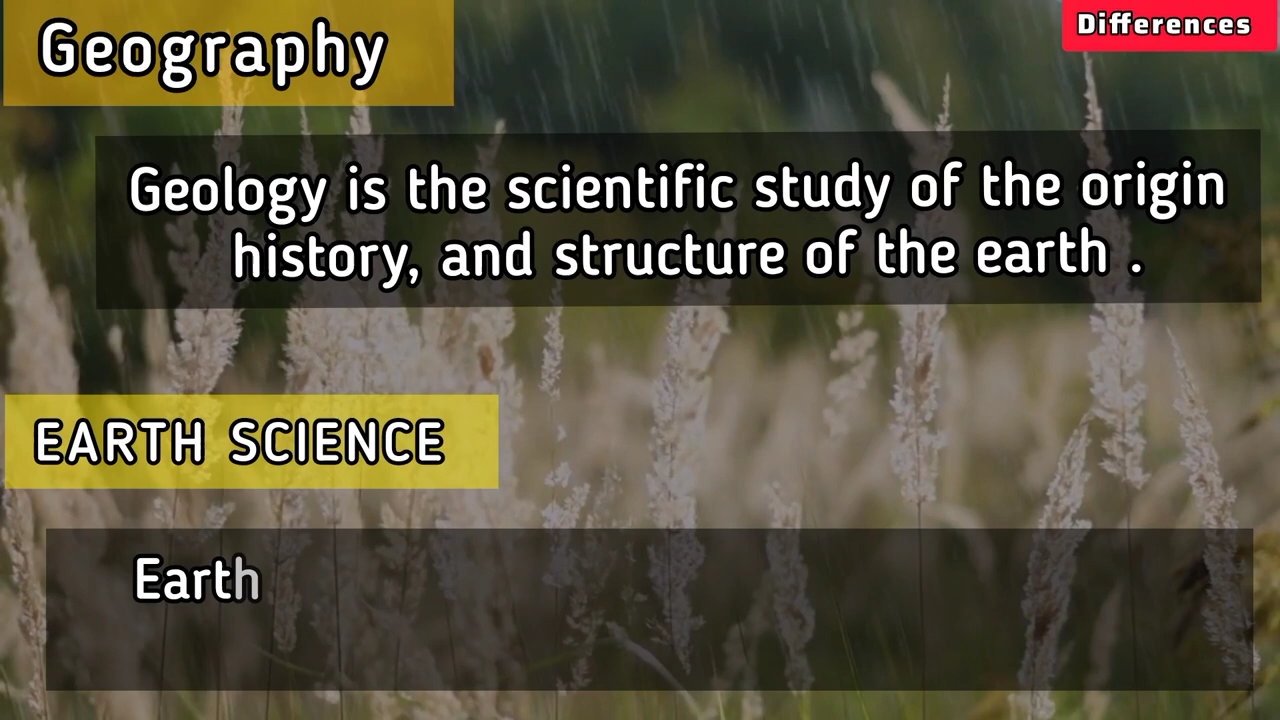 Geography
Differences
Geology is the scientific study of the origin
history, and structure of the earth .
EARTH SCIENCE
Earth